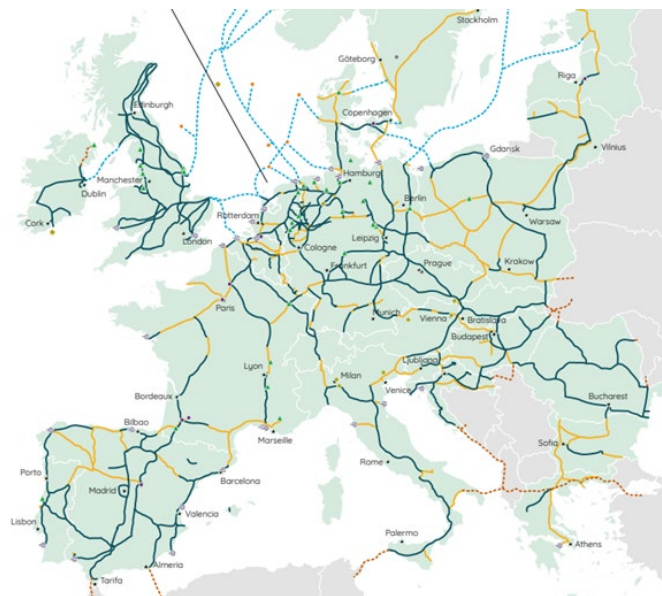 Stockholm
Göteborg
Riga
Edinburgh
Copenhagen
Vilnius
Gdansk
Manchester
Dublin
Hamburg
Berlin
Cork
Rotterdam
Warsaw
London
Leipzig
Cologne
Frankfurt
Prague
Krakow
Paris
Munich
Vienna
Bratislava
Budapest
Lyon
Ljubljana
Milan
Venice
Bordeaux
Bucharest
Bilbao
Marseille
Sofia
Porto
Barcelona
Rome
Madrid
Valencia
Lisbon
Palermo
Athens
Almeria
Tarifa